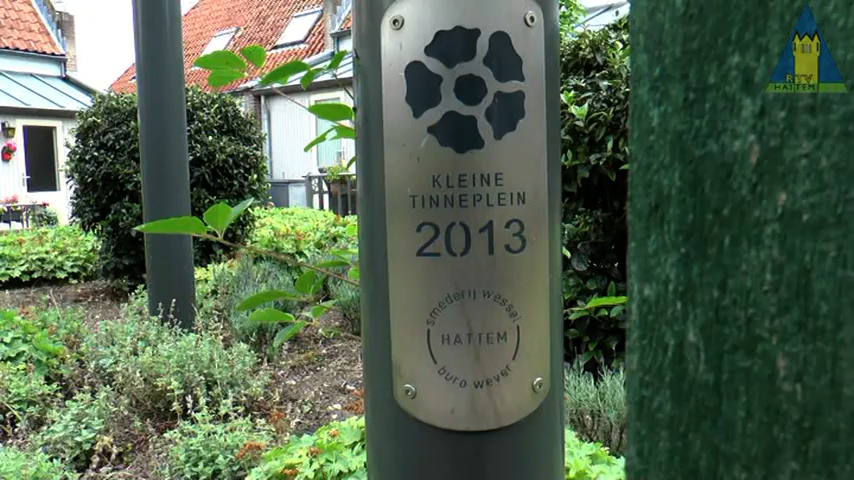 KLEINE
TINNEPLEIN
2013
smederij wessel
HATTEM
buro wever
RTV
HATTEM